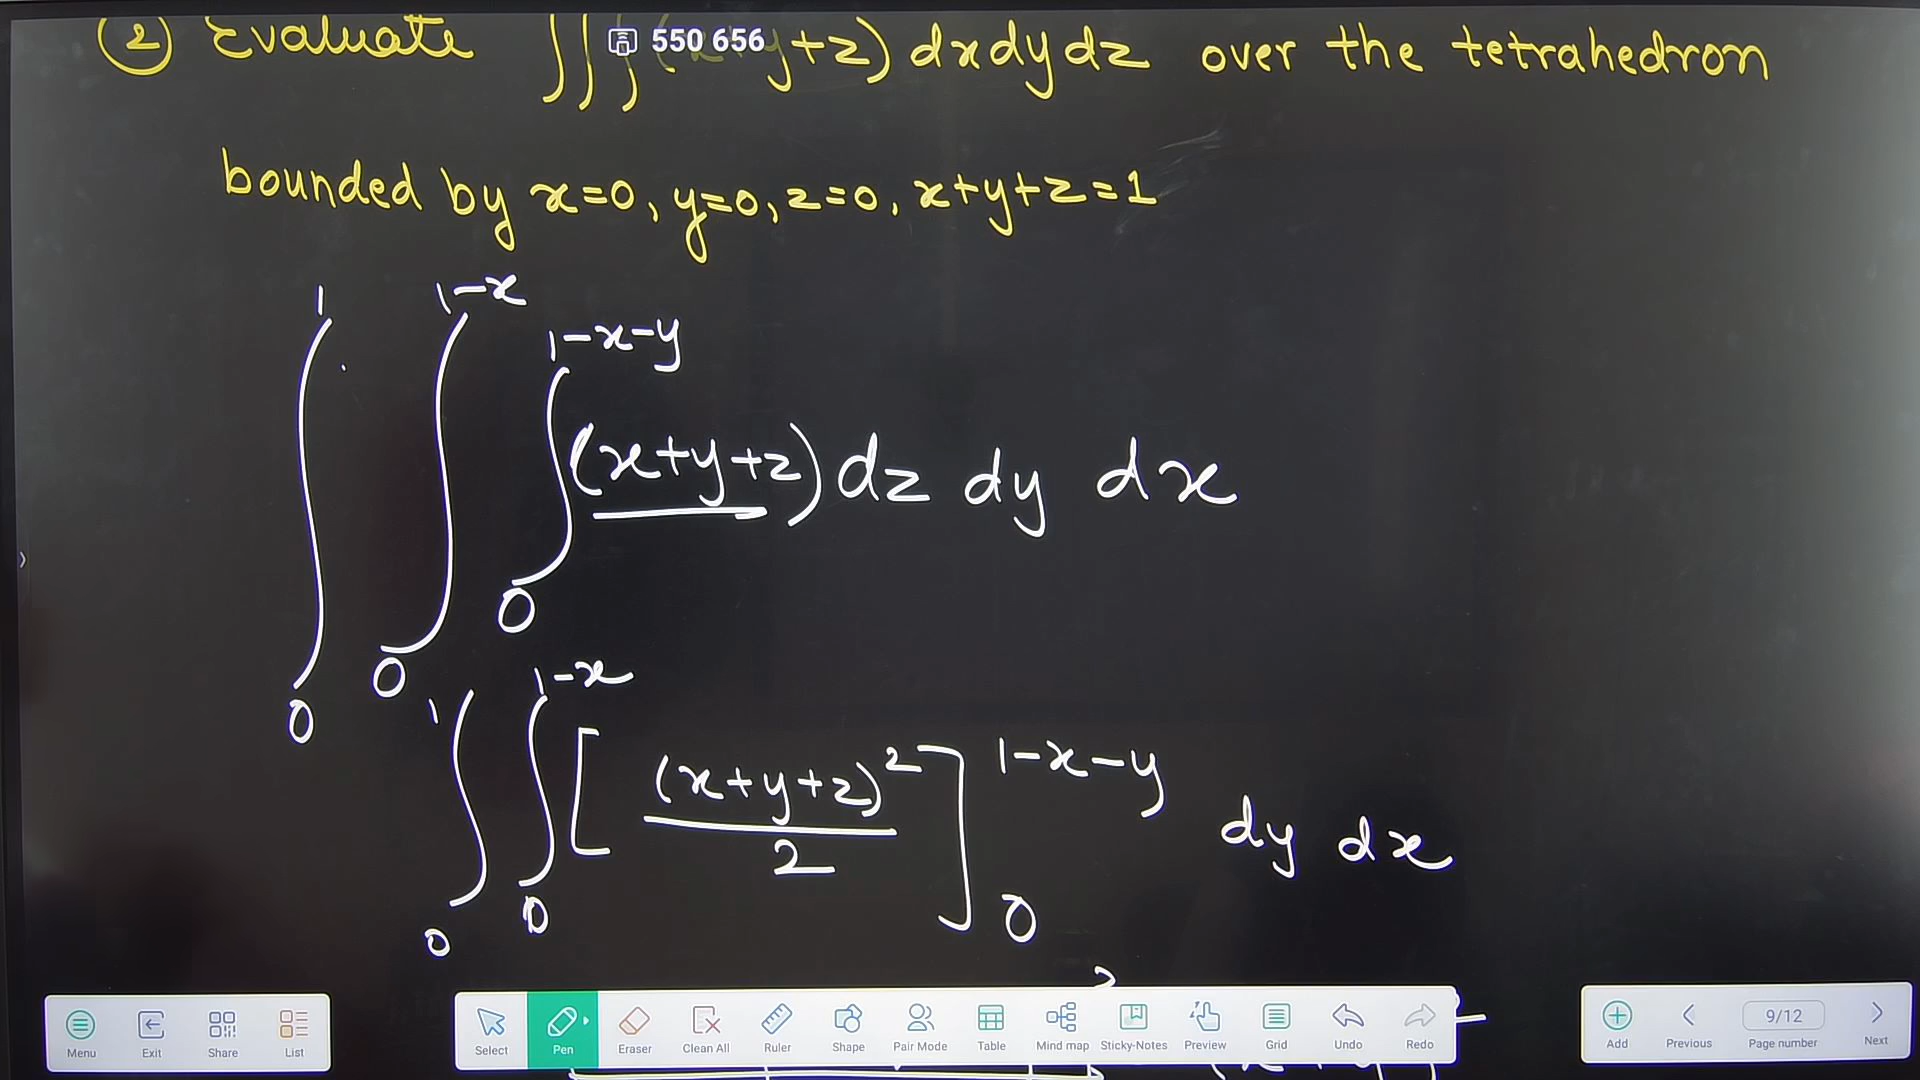 (2) Evaluate ∫∫∫ (x+y+z) dx dy dz over the tetrahedron
550 656
bounded by x=0, y=0, z=0, x+y+z=1
∫₀¹ ∫₀^(1-x) ∫₀^(1-x-y) (x+y+z) dz dy dx
∫₀¹ ∫₀^(1-x) [ (x+y+z)² / 2 ]₀^(1-x-y) dy dx
Menu Exit Share List
Select Pen Eraser Clean All Ruler Shape Pair Mode Table Mind map Sticky-Notes Preview Grid Undo Redo
Add Previous 9/12 Page number Next